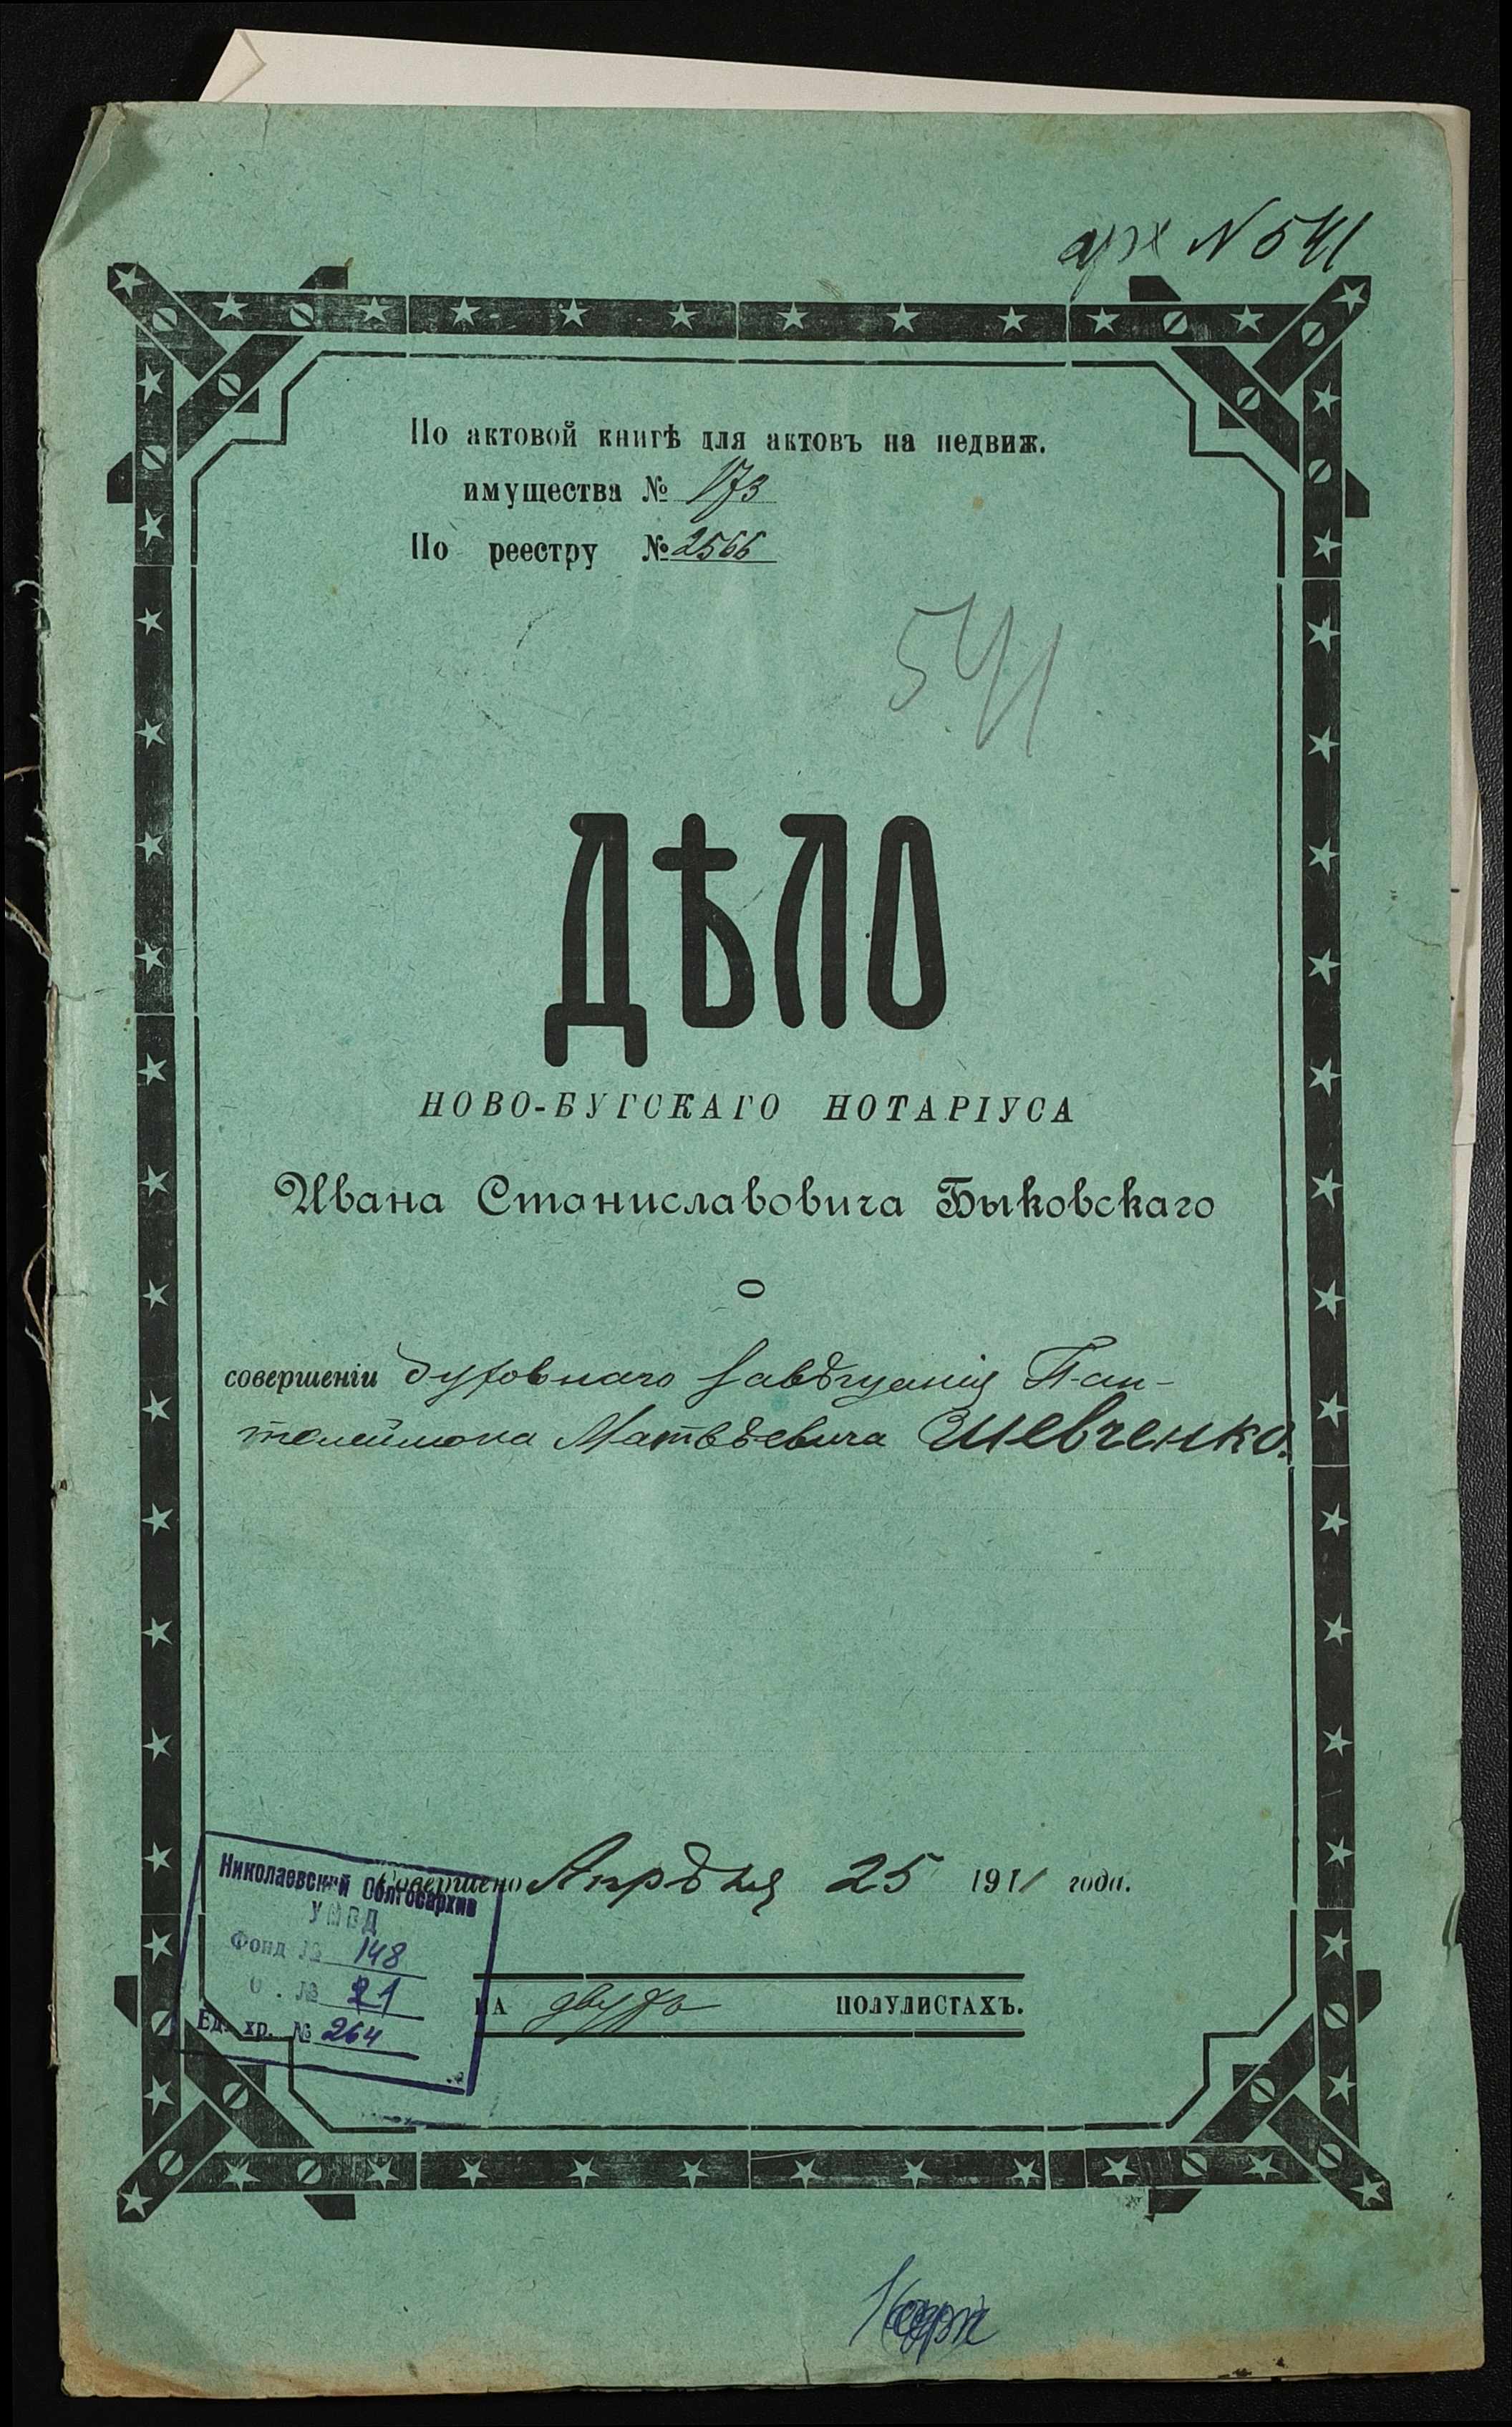 арх N 541
По актовой книгѣ для актовъ на недвиж.
имущества № 173
По реестру № 2566
541
ДѢЛО
НОВО-БУГСКАГО НОТАРІУСА
Ивана Станиславовича Быковскаго
О
совершеніи духовнаго завѣщанія Пан-
телеймона Матвѣевича Шевченко.
Совершено Апрѣля 25 1911 года.
НА двухъ ПОЛУЛИСТАХЪ.
Николаевский Облгосархив
УМВД
Фонд № 148
О . № 21
Ед. хр. № 264